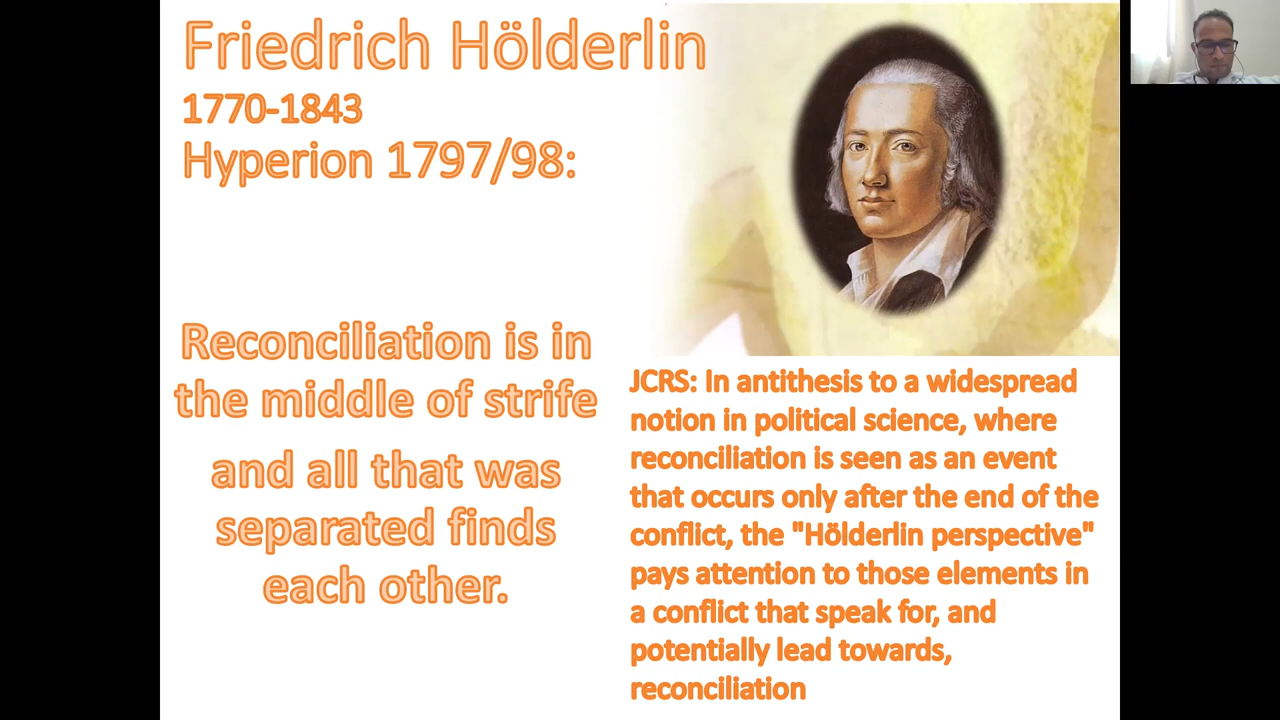 Friedrich Hölderlin
1770-1843
Hyperion 1797/98:
Reconciliation is in
the middle of strife
and all that was
separated finds
each other.
JCRS: In antithesis to a widespread
notion in political science, where
reconciliation is seen as an event
that occurs only after the end of the
conflict, the "Hölderlin perspective"
pays attention to those elements in
a conflict that speak for, and
potentially lead towards,
reconciliation